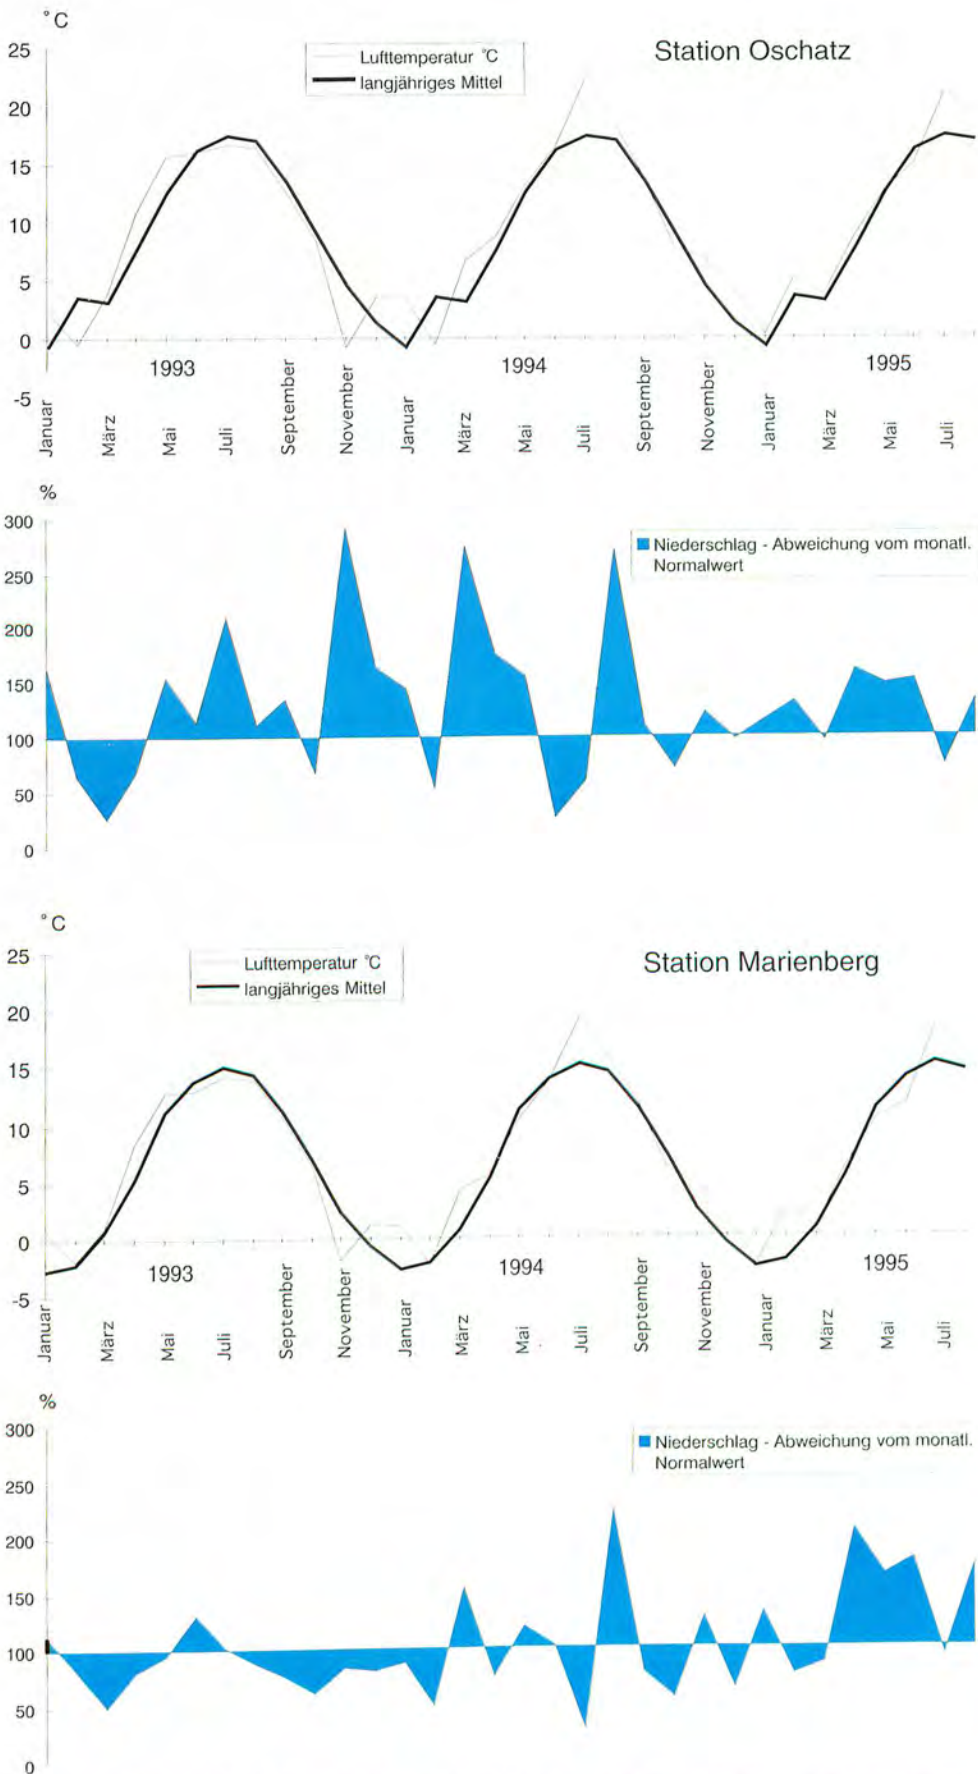 °C
25
20
15
10
5
0
-5
Lufttemperatur °C
langjähriges Mittel
Station Oschatz
1993
1994
1995
Januar
März
Mai
Juli
September
November
Januar
März
Mai
Juli
September
November
Januar
März
Mai
Juli
%
300
250
200
150
100
50
0
Niederschlag - Abweichung vom monatl.
Normalwert
°C
25
20
15
10
5
0
-5
Lufttemperatur °C
langjähriges Mittel
Station Marienberg
1993
1994
1995
Januar
März
Mai
Juli
September
November
Januar
März
Mai
Juli
September
November
Januar
März
Mai
Juli
%
300
250
200
150
100
50
0
Niederschlag - Abweichung vom monatl.
Normalwert